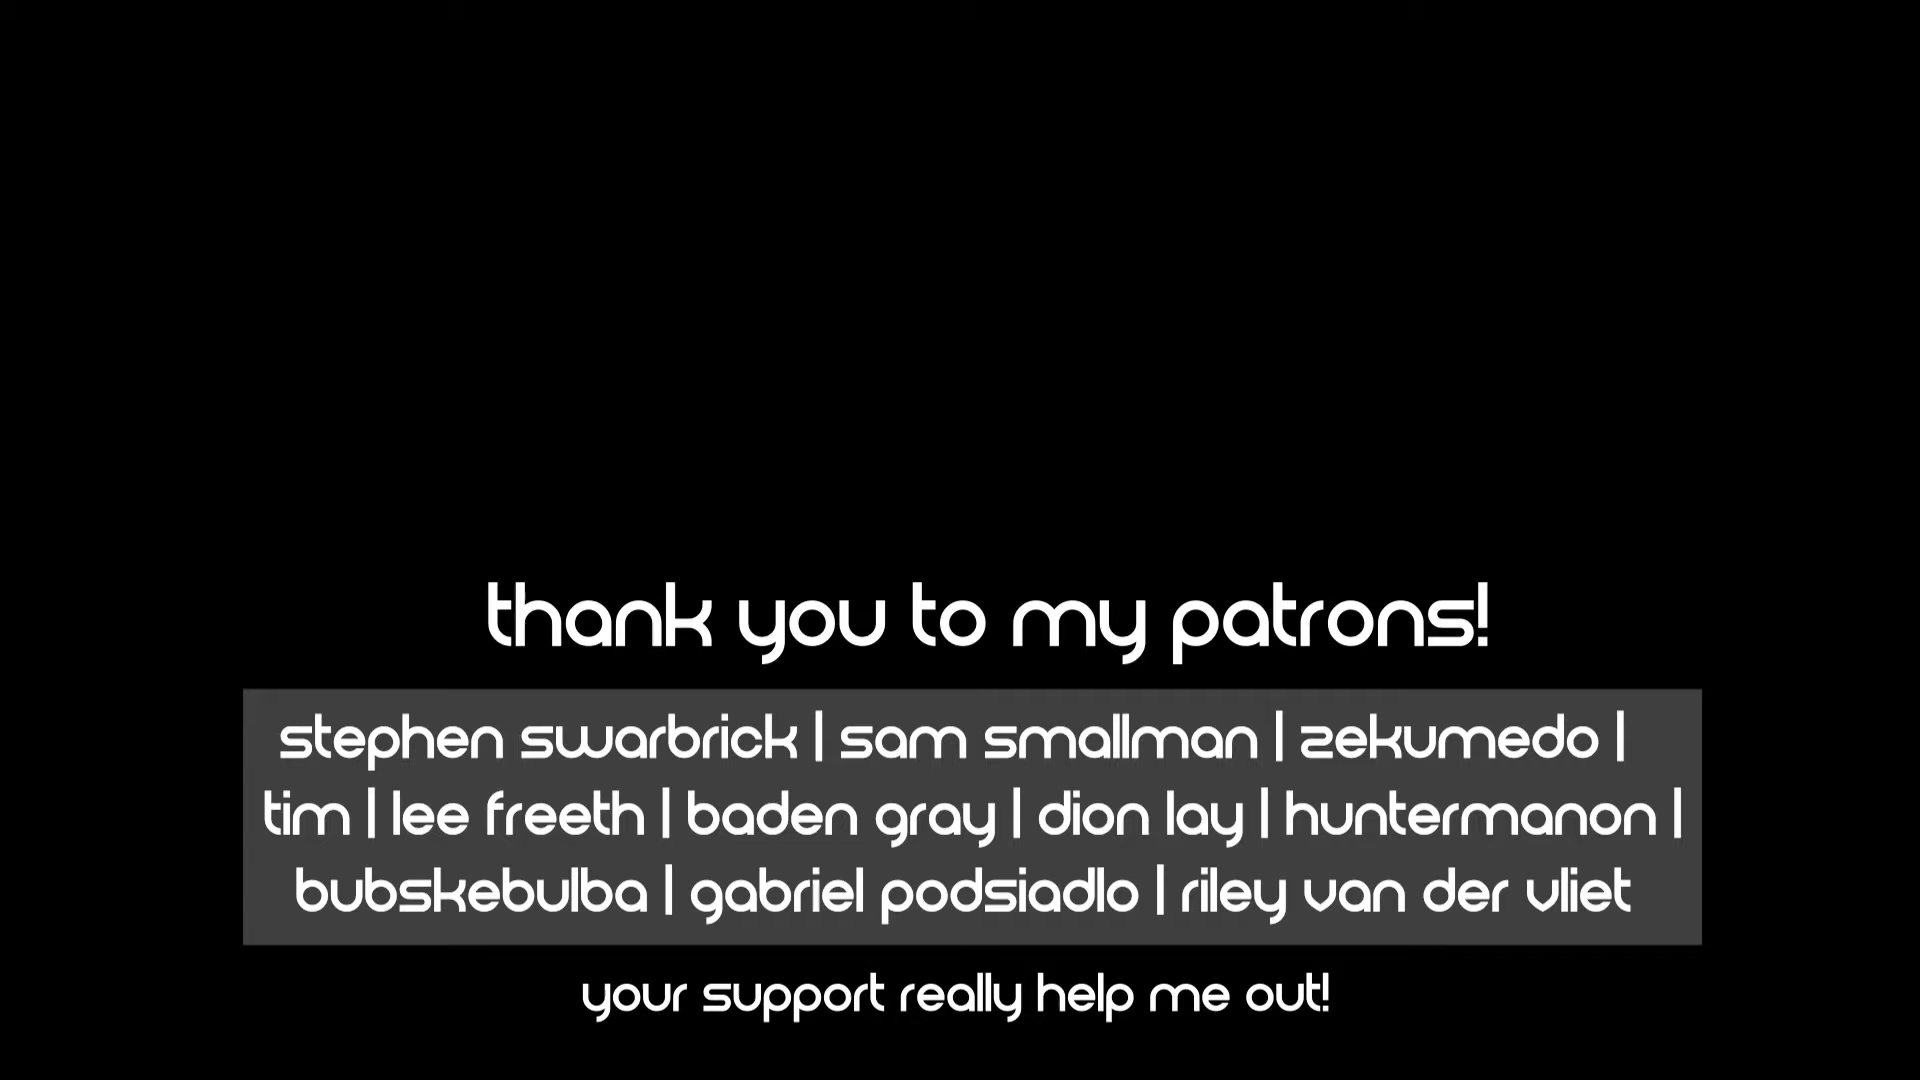 thank you to my patrons!
stephen swarbrick | sam smallman | zekumedo |
tim | lee freeth | baden gray | dion lay | huntermanon |
bubskebulba | gabriel podsiadlo | riley van der vliet
your support really help me out!